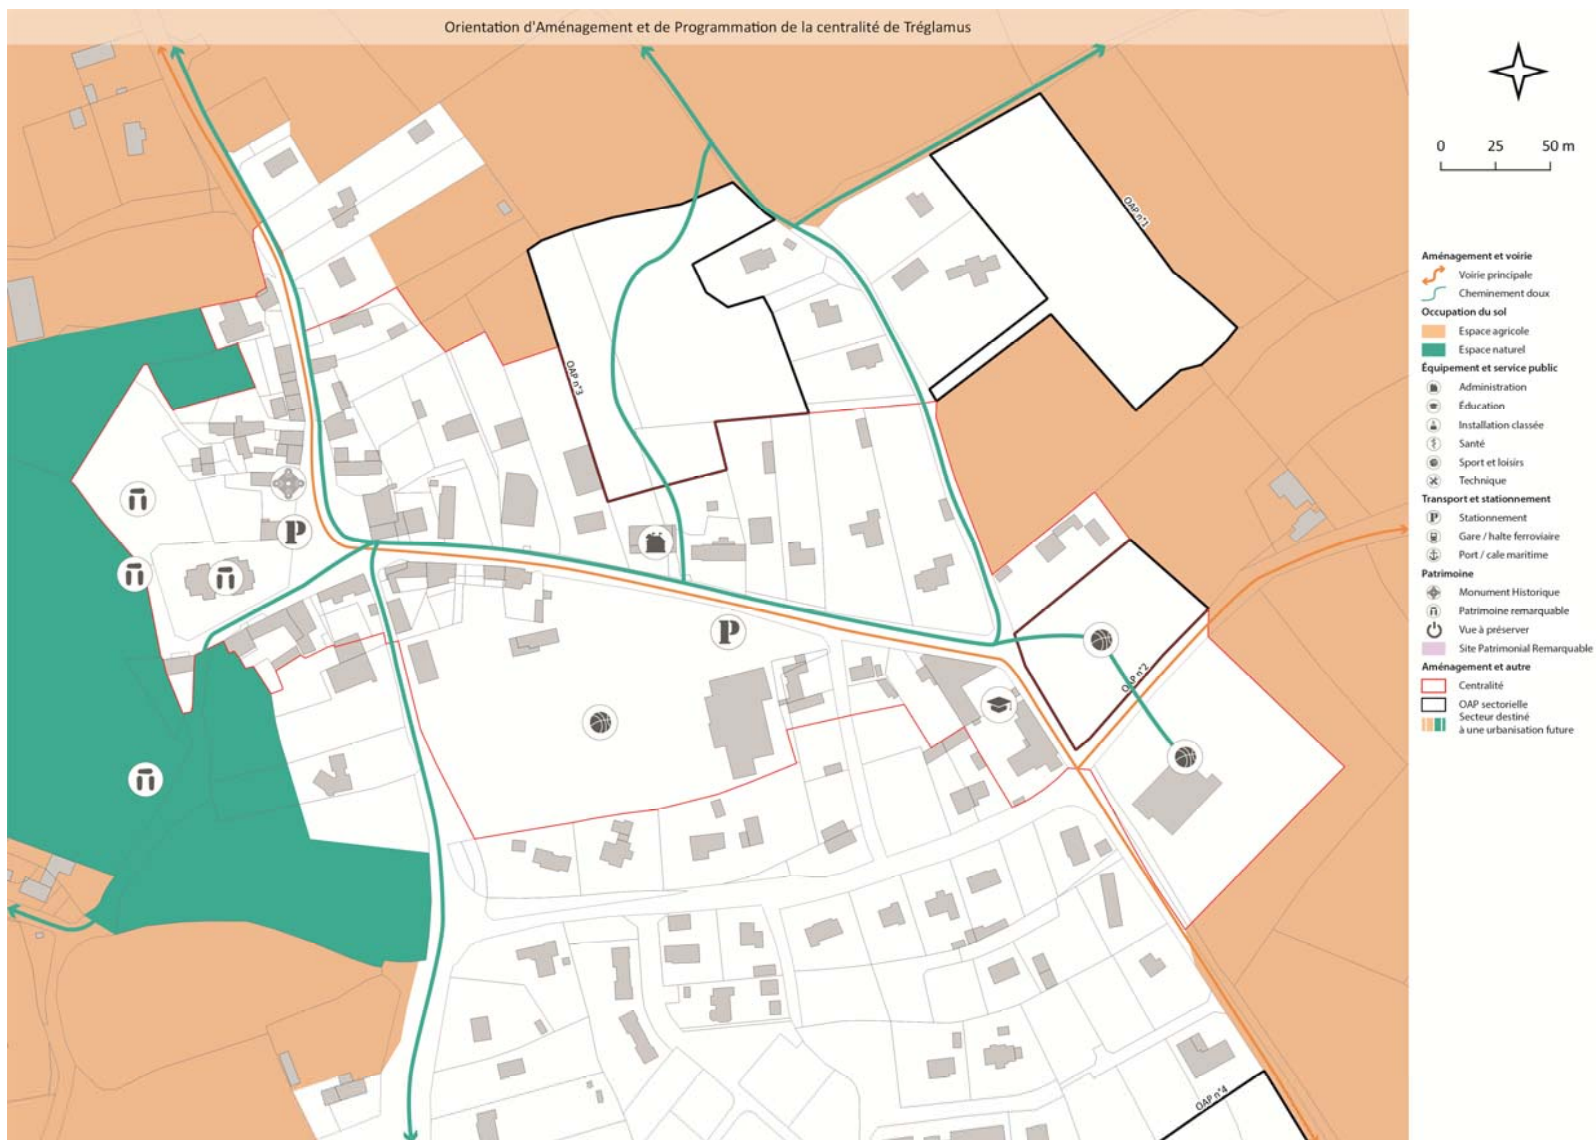 Orientation d'Aménagement et de Programmation de la centralité de Tréglamus
0 25 50 m
OAP n°1
OAP n°3
P
P
OAP n°2
OAP n°4
Aménagement et voirie
Voirie principale
Cheminement doux
Occupation du sol
Espace agricole
Espace naturel
Équipement et service public
Administration
Éducation
Installation classée
Santé
Sport et loisirs
Technique
Transport et stationnement
P Stationnement
Gare / halte ferroviaire
Port / cale maritime
Patrimoine
Monument Historique
Patrimoine remarquable
Vue à préserver
Site Patrimonial Remarquable
Aménagement et autre
Centralité
OAP sectorielle
Secteur destiné
à une urbanisation future